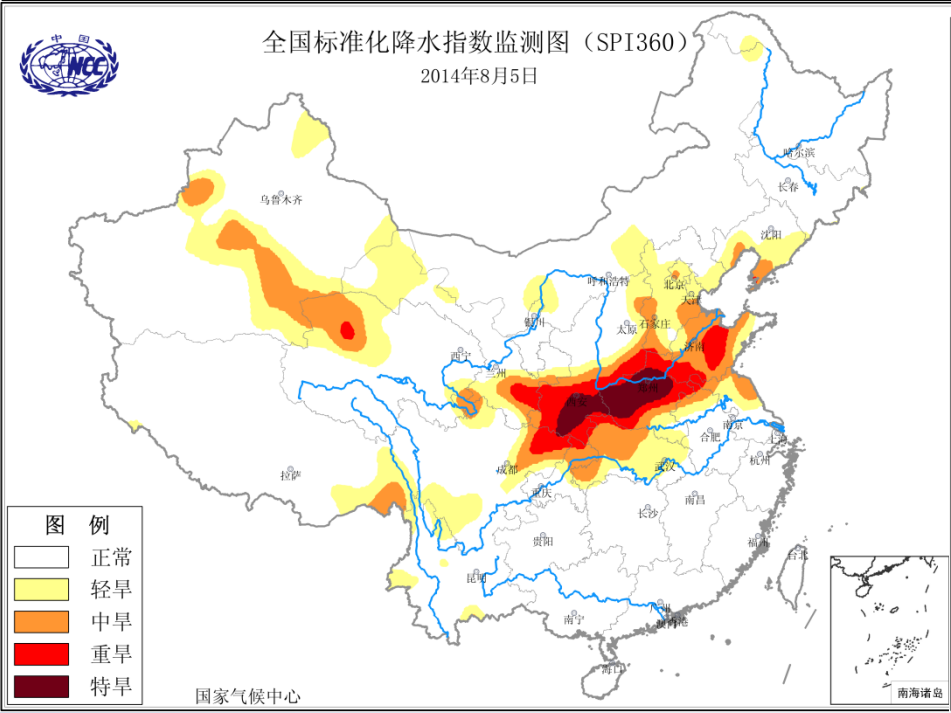 全国标准化降水指数监测图（SPI360）
2014年8月5日
中国
NCC
哈尔滨
长春
乌鲁木齐
沈阳
呼和浩特
北京
天津
银川
石家庄
太原
济南
西宁
兰州
南京
合肥
上海
成都
武汉
杭州
拉萨
重庆
南昌
长沙
贵阳
福州
台北
昆明
广州
南宁
香港
澳门
海口
图 例
正常
轻旱
中旱
重旱
特旱
国家气候中心
南海诸岛